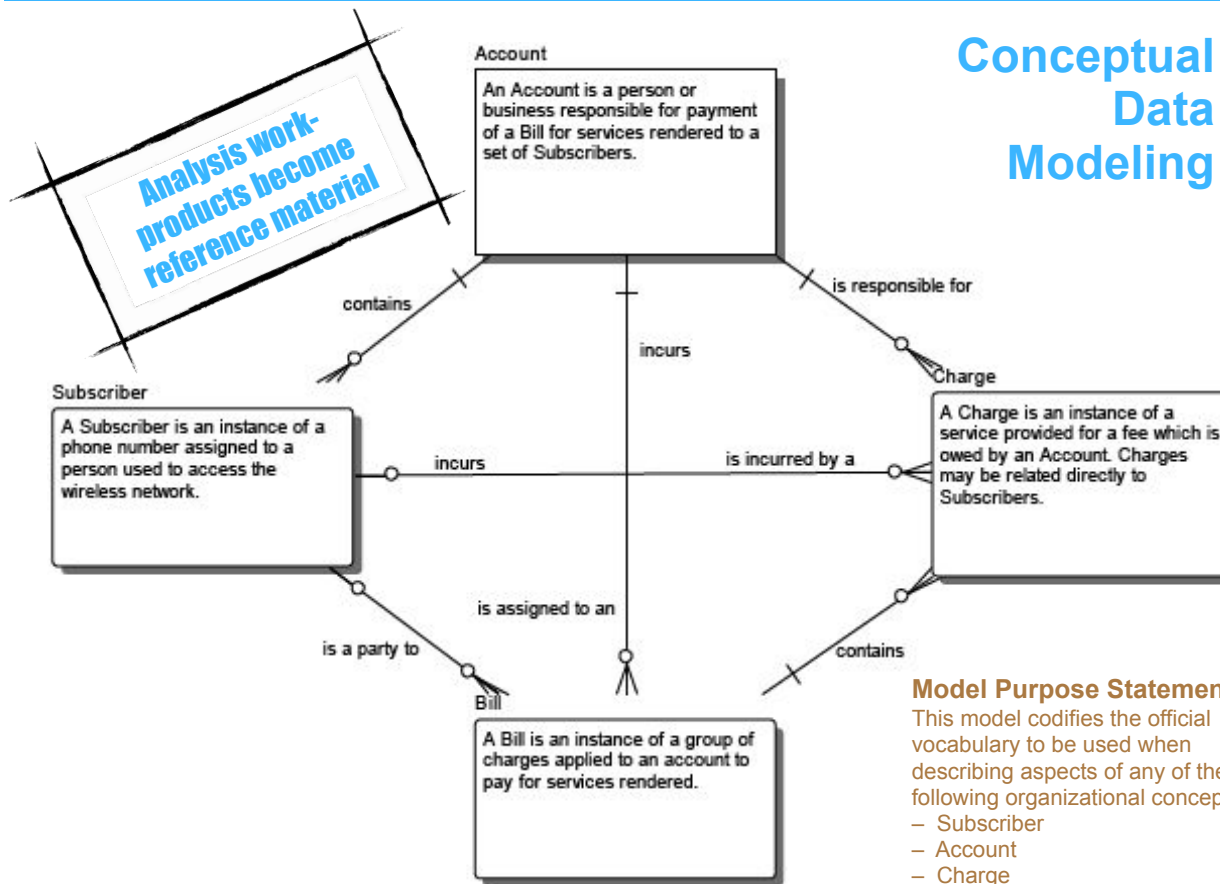 Conceptual
Data
Modeling
Analysis work-
products become
reference material
Account
An Account is a person or
business responsible for payment
of a Bill for services rendered to a
set of Subscribers.
contains
is responsible for
incurs
Subscriber
A Subscriber is an instance of a
phone number assigned to a
person used to access the
wireless network.
Charge
A Charge is an instance of a
service provided for a fee which is
owed by an Account. Charges
may be related directly to
Subscribers.
incurs
is incurred by a
is assigned to an
is a party to
contains
Bill
A Bill is an instance of a group of
charges applied to an account to
pay for services rendered.
Model Purpose Statemen
This model codifies the official
vocabulary to be used when
describing aspects of any of the
following organizational concep
– Subscriber
– Account
– Charge